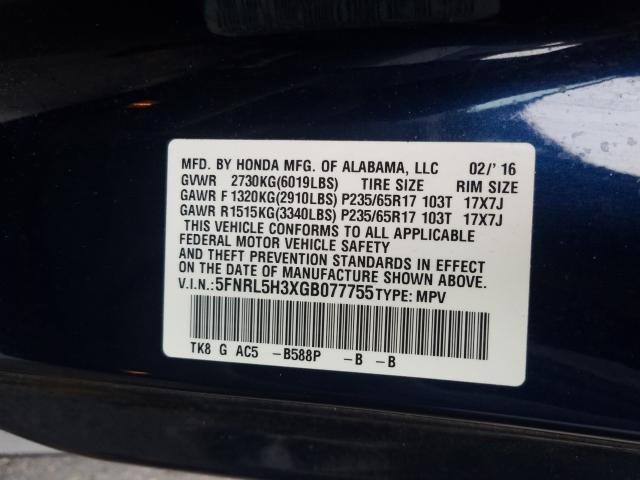 MFD. BY HONDA MFG. OF ALABAMA, LLC 02/' 16
GVWR 2730KG(6019LBS) TIRE SIZE RIM SIZE
GAWR F 1320KG(2910LBS) P235/65R17 103T 17X7J
GAWR R1515KG(3340LBS) P235/65R17 103T 17X7J
THIS VEHICLE CONFORMS TO ALL APPLICABLE
FEDERAL MOTOR VEHICLE SAFETY
AND THEFT PREVENTION STANDARDS IN EFFECT
ON THE DATE OF MANUFACTURE SHOWN ABOVE.
V.I.N.:5FNRL5H3XGB077755TYPE: MPV
TK8 G AC5 -B588P -B -B